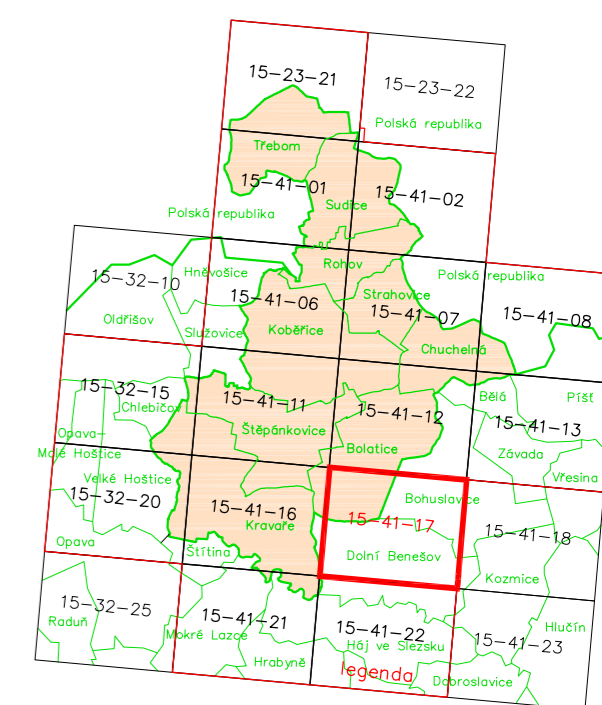 15-23-21
15-23-22
Polská republika
Třebom
15-41-01
15-41-02
Sudice
Polská republika
Rohov
Polská republika
Hněvošice
15-32-10
15-41-06
Strahovice
15-41-07
15-41-08
Oldřišov
Služovice
Kobeřice
Chuchelná
15-32-15
15-41-11
15-41-12
Bělá
Píšť
Chlebičov
15-41-13
Opava-
Malé Hoštice
Štěpánkovice
Bolatice
Závada
Velké Hoštice
Vřesina
15-32-20
15-41-16
Bohuslavice
Kravaře
15-41-17
15-41-18
Opava
Štítina
Dolní Benešov
Kozmice
15-32-25
Raduň
15-41-21
Mokré Lazce
15-41-22
Háj ve Slezsku
15-41-23
Hlučín
Hrabyně
legenda
Dobroslavice